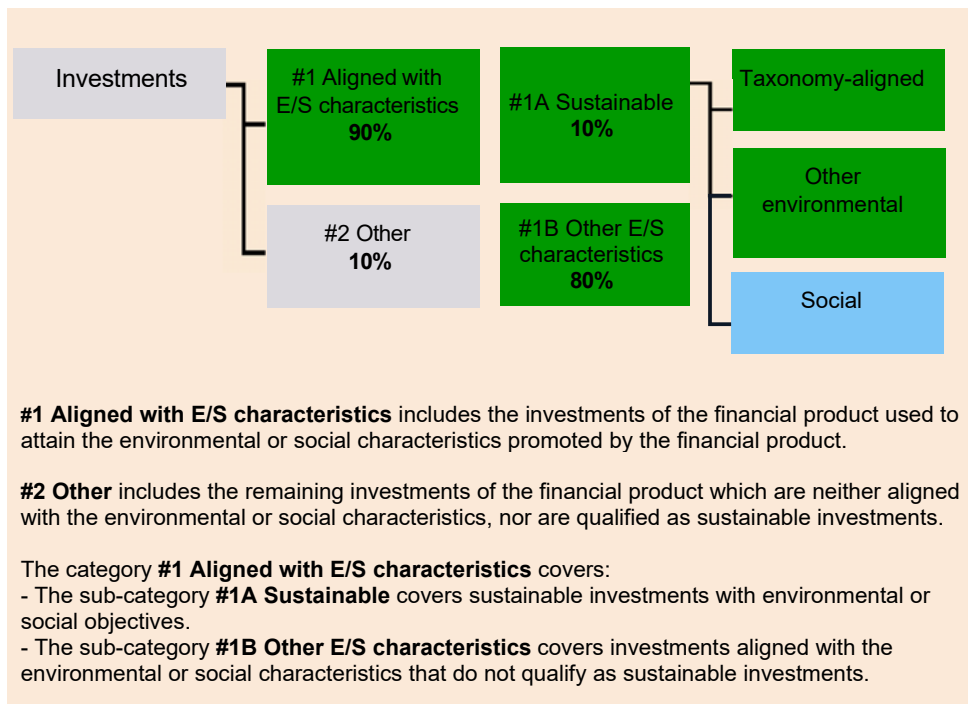 Investments
#1 Aligned with
E/S characteristics
90%
#2 Other
10%
#1A Sustainable
10%
#1B Other E/S
characteristics
80%
Taxonomy-aligned
Other
environmental
Social
#1 Aligned with E/S characteristics includes the investments of the financial product used to
attain the environmental or social characteristics promoted by the financial product.
#2 Other includes the remaining investments of the financial product which are neither aligned
with the environmental or social characteristics, nor are qualified as sustainable investments.
The category #1 Aligned with E/S characteristics covers:
- The sub-category #1A Sustainable covers sustainable investments with environmental or
social objectives.
- The sub-category #1B Other E/S characteristics covers investments aligned with the
environmental or social characteristics that do not qualify as sustainable investments.